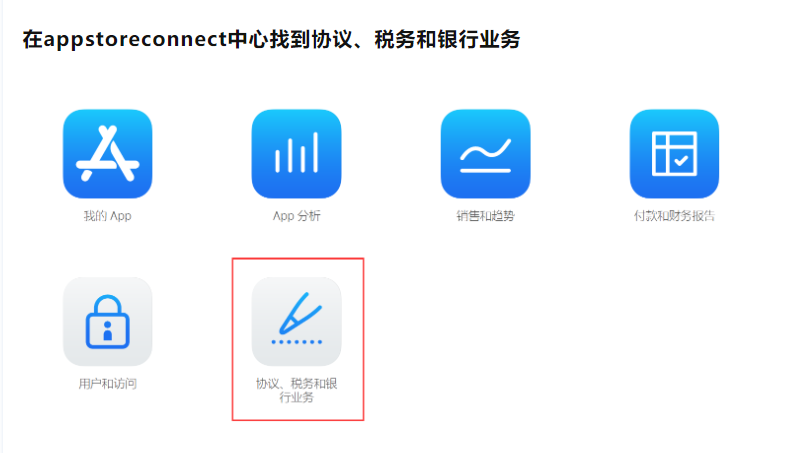 在appstoreconnect中心找到协议、税务和银行业务
我的 App
App 分析
销售和趋势
付款和财务报告
用户和访问
协议、税务和银
行业务